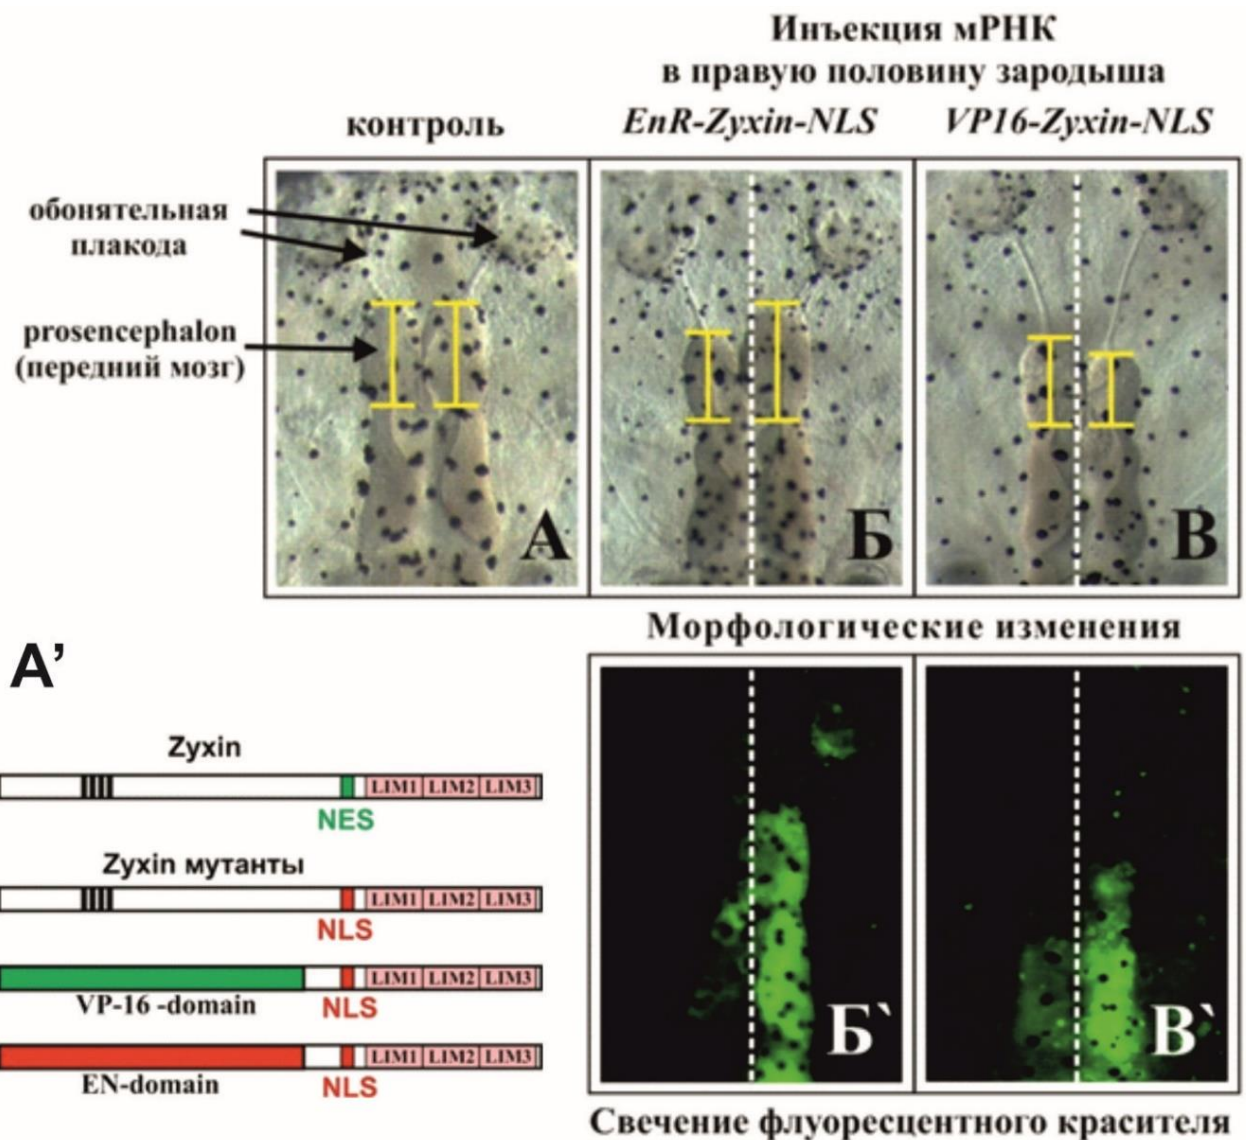 Инъекция мРНК
в правую половину зародыша
контроль
EnR-Zyxin-NLS
VP16-Zyxin-NLS
обонятельная
плакода
prosencephalon
(передний мозг)
А
Б
В
Морфологические изменения
A’
Zyxin
LIM1 LIM2 LIM3
NES
Zyxin мутанты
LIM1 LIM2 LIM3
NLS
LIM1 LIM2 LIM3
VP-16 -domain
NLS
LIM1 LIM2 LIM3
EN-domain
NLS
Б`
В`
Свечение флуоресцентного красителя